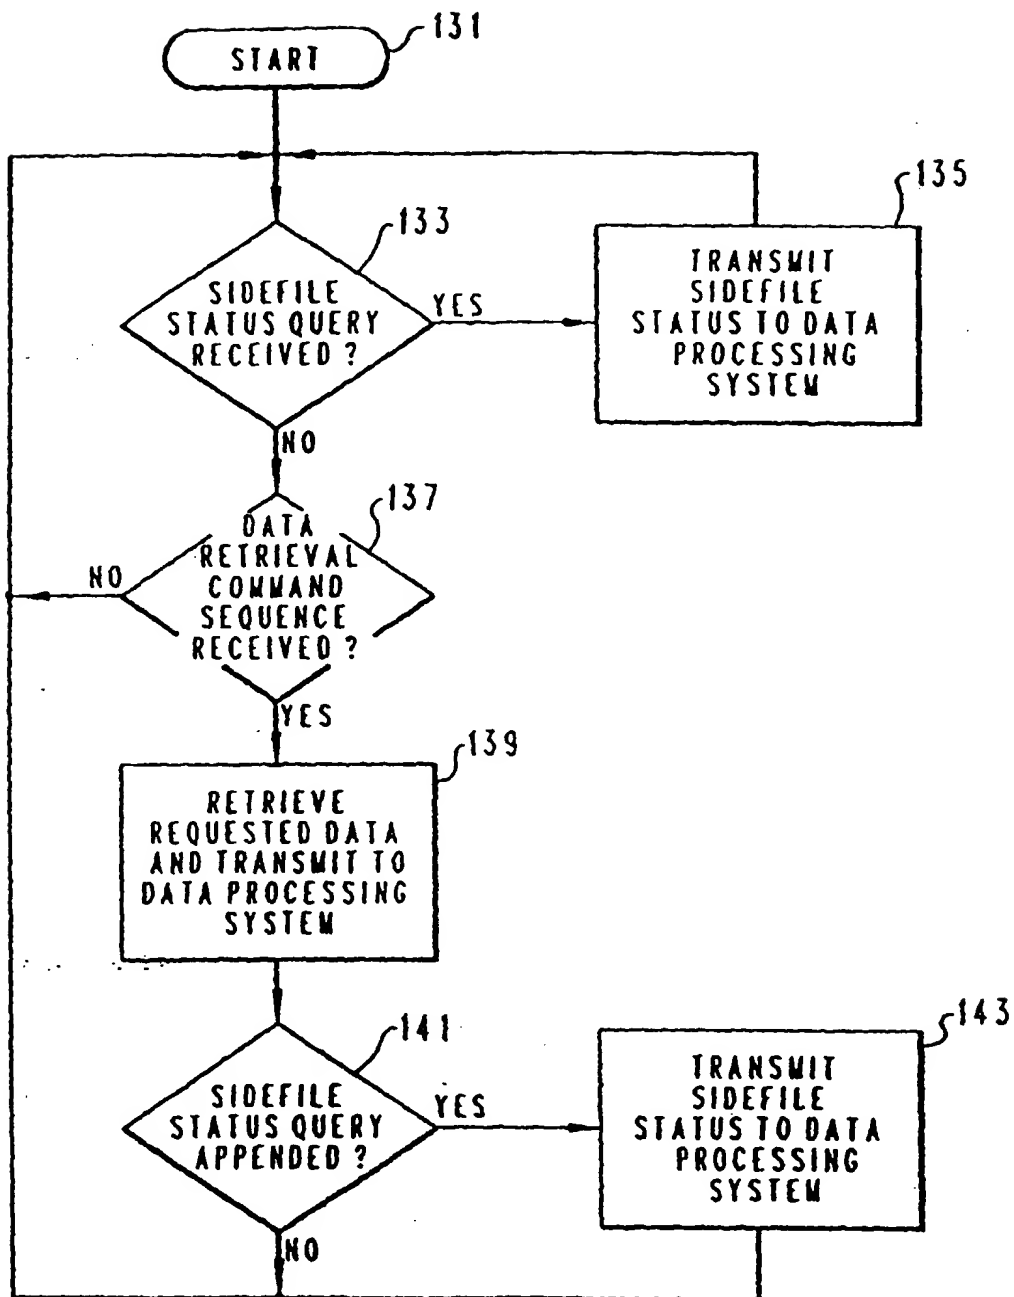 131
START
133
SIDEFILE
STATUS QUERY
RECEIVED ?
YES
135
TRANSMIT
SIDEFILE
STATUS TO DATA
PROCESSING
SYSTEM
NO
137
DATA
RETRIEVAL
COMMAND
SEQUENCE
RECEIVED ?
NO
YES
139
RETRIEVE
REQUESTED DATA
AND TRANSMIT TO
DATA PROCESSING
SYSTEM
141
SIDEFILE
STATUS QUERY
APPENDED ?
YES
143
TRANSMIT
SIDEFILE
STATUS TO DATA
PROCESSING
SYSTEM
NO